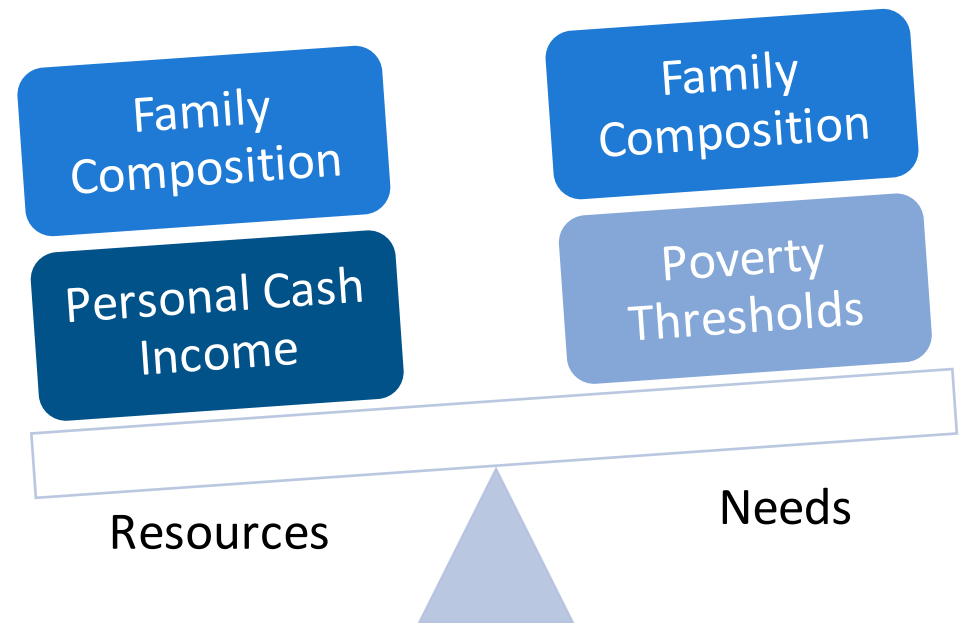 Family
Composition
Personal Cash
Income
Resources
Family
Composition
Poverty
Thresholds
Needs